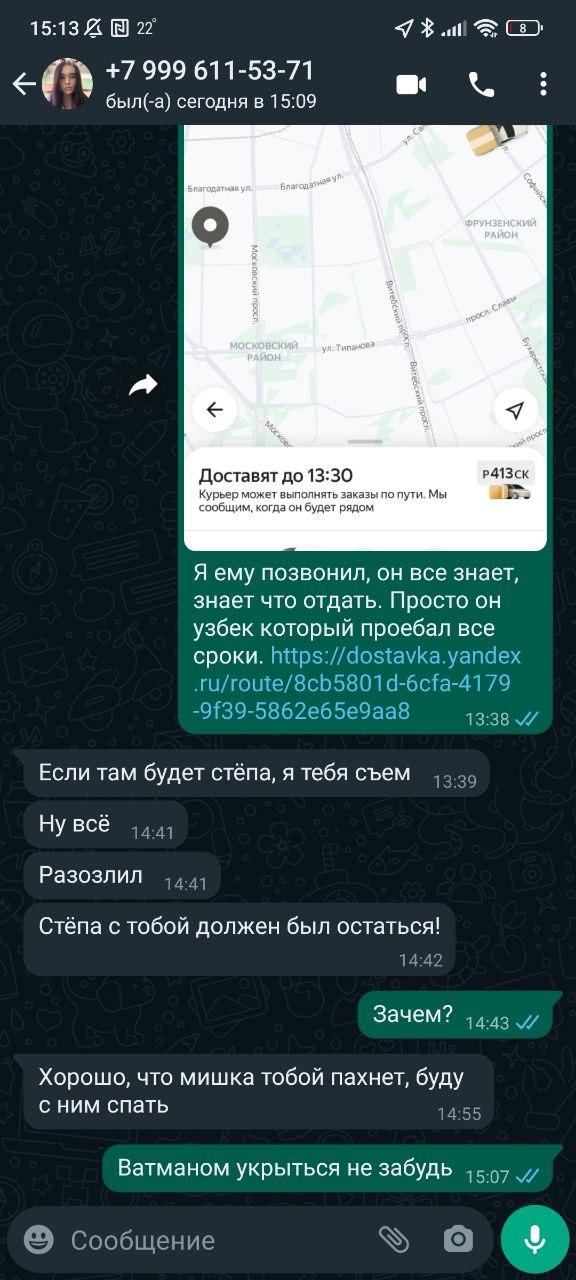 15:13 22°
8
+7 999 611-53-71
был(-а) сегодня в 15:09
ул. Сал
Благодатная ул.
Благодатная ул.
Софийск
ФРУНЗЕНСКИЙ
РАЙОН
Московский просп.
Витебский просп.
просп. Славы
МОСКОВСКИЙ
РАЙОН
ул. Типанова
Витебский просп.
Бухарестска
Московс
й просп.
Доставят до 13:30
Р413СК
Курьер может выполнять заказы по пути. Мы
сообщим, когда он будет рядом
Я ему позвонил, он все знает,
знает что отдать. Просто он
узбек который проебал все
сроки. https://dostavka.yandex
.ru/route/8cb5801d-6cfa-4179
-9f39-5862e65e9aa8
13:38
Если там будет стёпа, я тебя съем 13:39
Ну всё 14:41
Разозлил 14:41
Стёпа с тобой должен был остаться!
14:42
Зачем? 14:43
Хорошо, что мишка тобой пахнет, буду
с ним спать
14:55
Ватманом укрыться не забудь 15:07
Сообщение